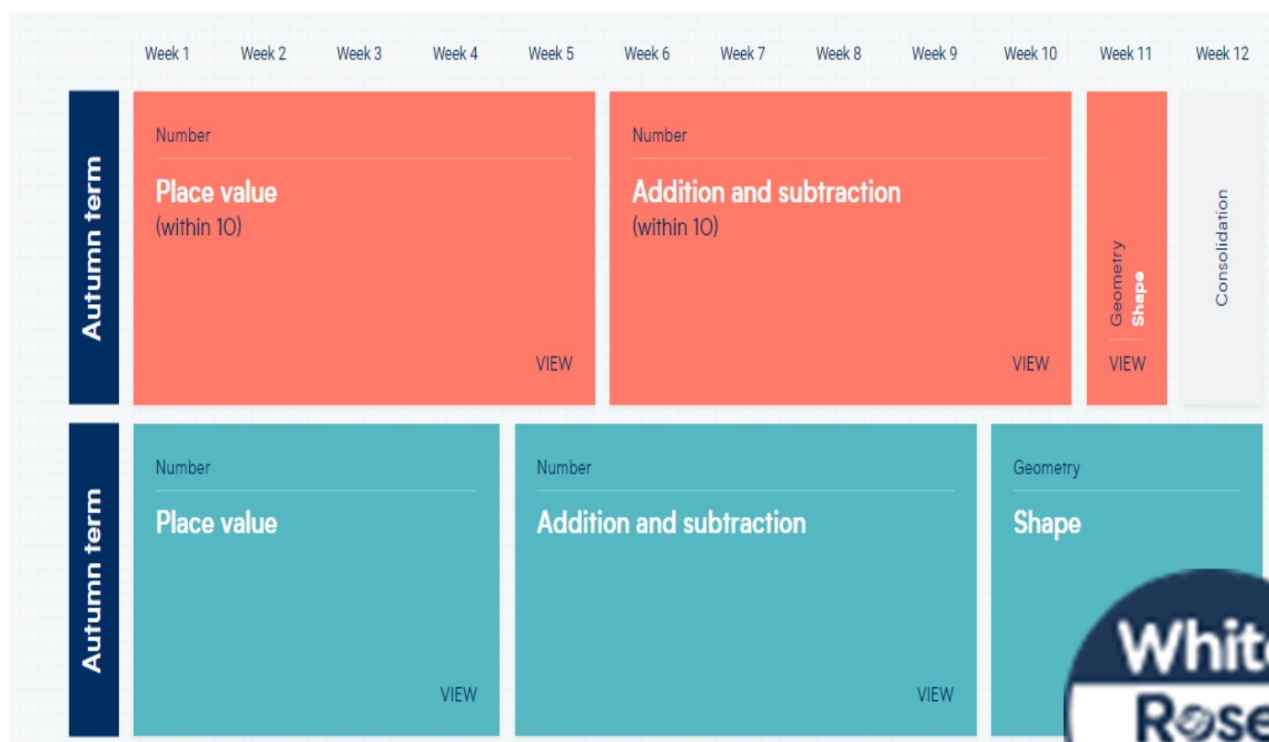 Week 1 Week 2 Week 3 Week 4 Week 5 Week 6 Week 7 Week 8 Week 9 Week 10 Week 11 Week 12
Autumn term
Number
Place value
(within 10)
VIEW
Number
Addition and subtraction
(within 10)
VIEW
Geometry
Shape
VIEW
Consolidation
Autumn term
Number
Place value
VIEW
Number
Addition and subtraction
VIEW
Geometry
Shape
White
Rose